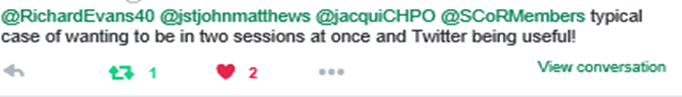 @RichardEvans40 @jstjohnmatthews @jacquiCHPO @SCoRMembers typical
case of wanting to be in two sessions at once and Twitter being useful!
1 2 View conversation